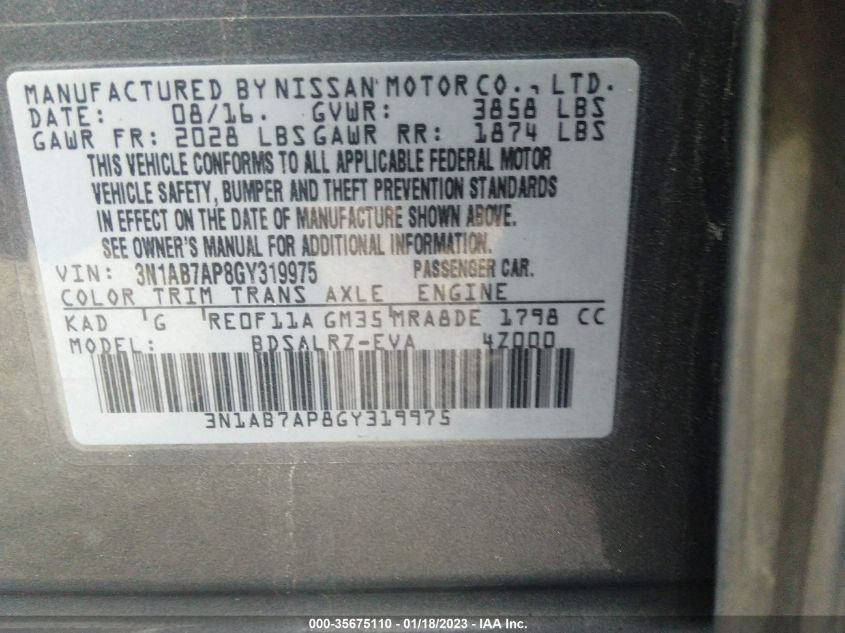 MANUFACTURED BY NISSAN MOTOR CO., LTD.
DATE: 08/16. GVWR: 3858 LBS
GAWR FR: 2028 LBS GAWR RR: 1874 LBS
THIS VEHICLE CONFORMS TO ALL APPLICABLE FEDERAL MOTOR
VEHICLE SAFETY, BUMPER AND THEFT PREVENTION STANDARDS
IN EFFECT ON THE DATE OF MANUFACTURE SHOWN ABOVE.
SEE OWNER'S MANUAL FOR ADDITIONAL INFORMATION.
VIN: 3N1AB7AP8GY319975 PASSENGER CAR.
COLOR TRIM TRANS AXLE ENGINE
KAD G RE0F11A GM35 MRA8DE 1798 CC
MODEL: BDSALRZ-EVA 4Z000
3N1AB7AP8GY319975
000-35675110 - 01/18/2023 - IAA Inc.